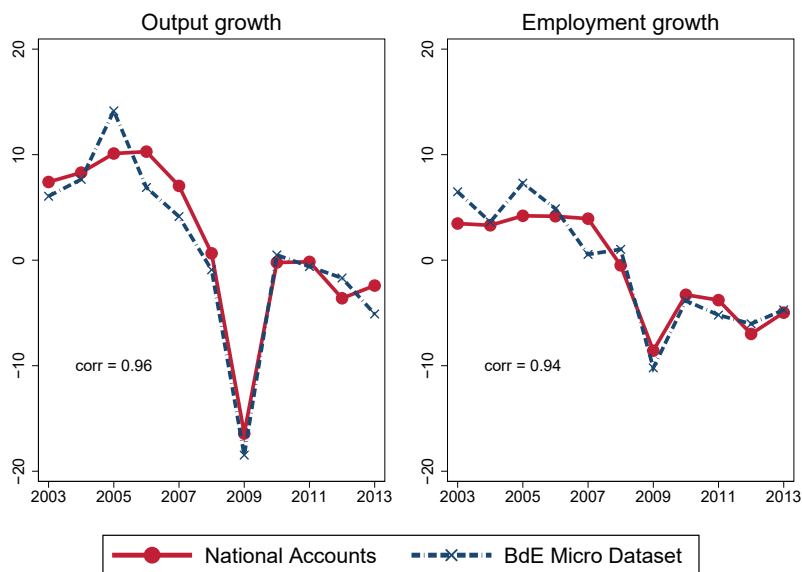 Output growth
20
10
0
−10
−20
corr = 0.96
2003 2005 2007 2009 2011 2013
Employment growth
20
10
0
−10
−20
corr = 0.94
2003 2005 2007 2009 2011 2013
National Accounts
BdE Micro Dataset